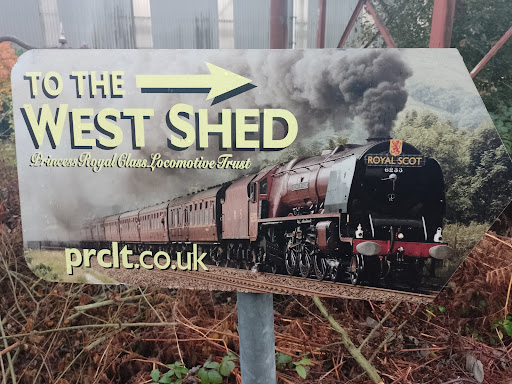 TO THE
WEST SHED
Princess Royal Class Locomotive Trust
ROYAL SCOT
6233
prclt.co.uk